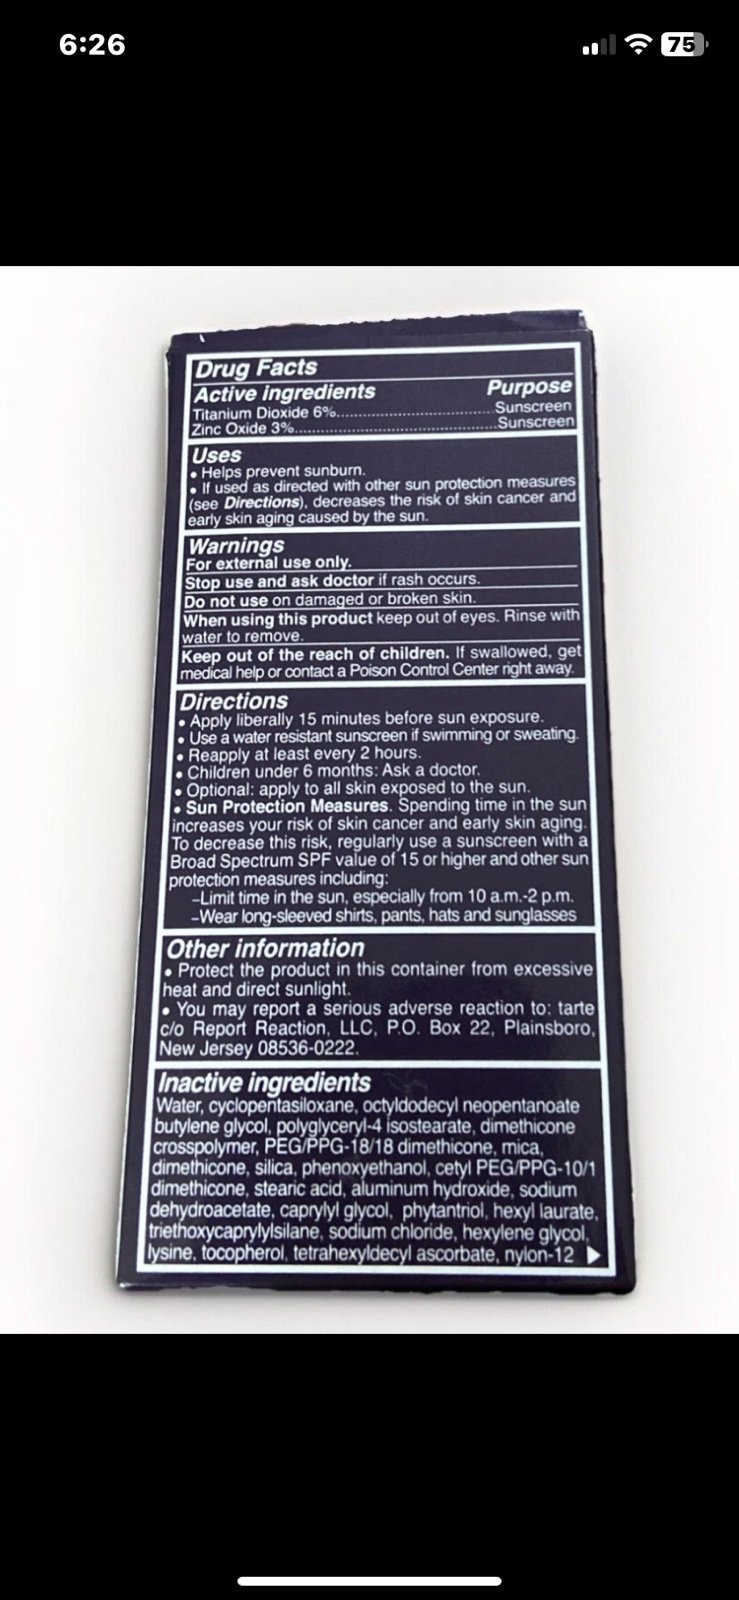 6:26
75
Drug Facts
Active ingredients Purpose
Titanium Dioxide 6%..............................Sunscreen
Zinc Oxide 3%.......................................Sunscreen
Uses
• Helps prevent sunburn.
• If used as directed with other sun protection measures
(see Directions), decreases the risk of skin cancer and
early skin aging caused by the sun.
Warnings
For external use only.
Stop use and ask doctor if rash occurs.
Do not use on damaged or broken skin.
When using this product keep out of eyes. Rinse with
water to remove.
Keep out of the reach of children. If swallowed, get
medical help or contact a Poison Control Center right away.
Directions
• Apply liberally 15 minutes before sun exposure.
• Use a water resistant sunscreen if swimming or sweating.
• Reapply at least every 2 hours.
• Children under 6 months: Ask a doctor.
• Optional: apply to all skin exposed to the sun.
• Sun Protection Measures. Spending time in the sun
increases your risk of skin cancer and early skin aging.
To decrease this risk, regularly use a sunscreen with a
Broad Spectrum SPF value of 15 or higher and other sun
protection measures including:
–Limit time in the sun, especially from 10 a.m.-2 p.m.
–Wear long-sleeved shirts, pants, hats and sunglasses
Other information
• Protect the product in this container from excessive
heat and direct sunlight.
• You may report a serious adverse reaction to: tarte
c/o Report Reaction, LLC, P.O. Box 22, Plainsboro,
New Jersey 08536-0222.
Inactive ingredients
Water, cyclopentasiloxane, octyldodecyl neopentanoate
butylene glycol, polyglyceryl-4 isostearate, dimethicone
crosspolymer, PEG/PPG-18/18 dimethicone, mica,
dimethicone, silica, phenoxyethanol, cetyl PEG/PPG-10/1
dimethicone, stearic acid, aluminum hydroxide, sodium
dehydroacetate, caprylyl glycol, phytantriol, hexyl laurate,
triethoxycaprylylsilane, sodium chloride, hexylene glycol,
lysine, tocopherol, tetrahexyldecyl ascorbate, nylon-12